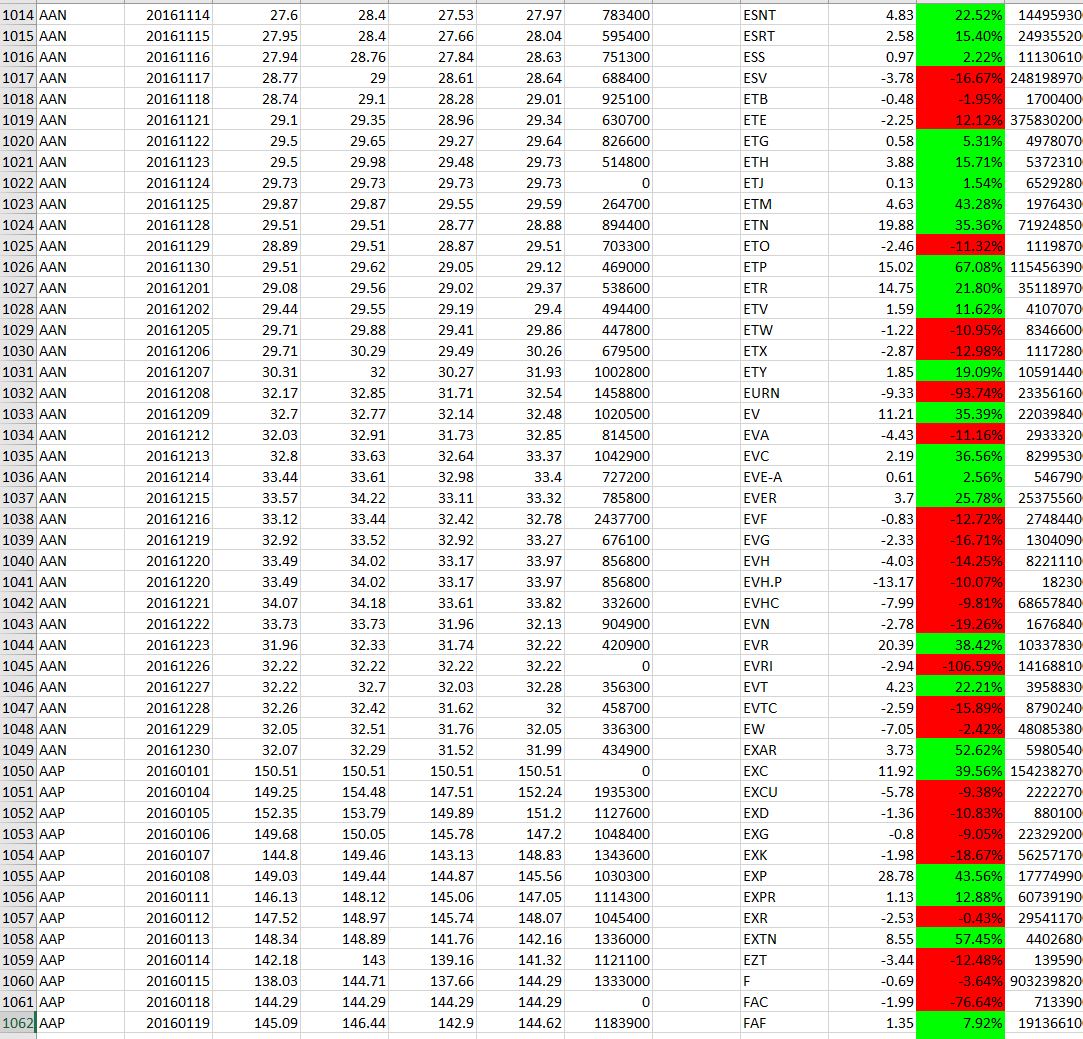 1014 AAN 20161114 27.6 28.4 27.53 27.97 783400 ESNT 4.83 22.52% 14495930
1015 AAN 20161115 27.95 28.4 27.66 28.04 595400 ESRT 2.58 15.40% 24935520
1016 AAN 20161116 27.94 28.76 27.84 28.63 751300 ESS 0.97 2.22% 11130610
1017 AAN 20161117 28.77 29 28.61 28.64 688400 ESV -3.78 -16.67% 248198970
1018 AAN 20161118 28.74 29.1 28.28 29.01 925100 ETB -0.48 -1.95% 1700400
1019 AAN 20161121 29.1 29.35 28.96 29.34 630700 ETE -2.25 12.12% 375830200
1020 AAN 20161122 29.5 29.65 29.27 29.64 826600 ETG 0.58 5.31% 4978070
1021 AAN 20161123 29.5 29.98 29.48 29.73 514800 ETH 3.88 15.71% 5372310
1022 AAN 20161124 29.73 29.73 29.73 29.73 0 ETJ 0.13 1.54% 6529280
1023 AAN 20161125 29.87 29.87 29.55 29.59 264700 ETM 4.63 43.28% 1976430
1024 AAN 20161128 29.51 29.51 28.77 28.88 894400 ETN 19.88 35.36% 71924850
1025 AAN 20161129 28.89 29.51 28.87 29.51 703300 ETO -2.46 -11.32% 1119870
1026 AAN 20161130 29.51 29.62 29.05 29.12 469000 ETP 15.02 67.08% 115456390
1027 AAN 20161201 29.08 29.56 29.02 29.37 538600 ETR 14.75 21.80% 35118970
1028 AAN 20161202 29.44 29.55 29.19 29.4 494400 ETV 1.59 11.62% 4107070
1029 AAN 20161205 29.71 29.88 29.41 29.86 447800 ETW -1.22 -10.95% 8346600
1030 AAN 20161206 29.71 30.29 29.49 30.26 679500 ETX -2.87 -12.98% 1117280
1031 AAN 20161207 30.31 32 30.27 31.93 1002800 ETY 1.85 19.09% 10591440
1032 AAN 20161208 32.17 32.85 31.71 32.54 1458800 EURN -9.33 -93.74% 23356160
1033 AAN 20161209 32.7 32.77 32.14 32.48 1020500 EV 11.21 35.39% 22039840
1034 AAN 20161212 32.03 32.91 31.73 32.85 814500 EVA -4.43 -11.16% 2933320
1035 AAN 20161213 32.8 33.63 32.64 33.37 1042900 EVC 2.19 36.56% 8299530
1036 AAN 20161214 33.44 33.61 32.98 33.4 727200 EVE-A 0.61 2.56% 546790
1037 AAN 20161215 33.57 34.22 33.11 33.32 785800 EVER 3.7 25.78% 25375560
1038 AAN 20161216 33.12 33.44 32.42 32.78 2437700 EVF -0.83 -12.72% 2748440
1039 AAN 20161219 32.92 33.52 32.92 33.27 676100 EVG -2.33 -16.71% 1304090
1040 AAN 20161220 33.49 34.02 33.17 33.97 856800 EVH -4.03 -14.25% 8221110
1041 AAN 20161220 33.49 34.02 33.17 33.97 856800 EVH.P -13.17 -10.07% 18230
1042 AAN 20161221 34.07 34.18 33.61 33.82 332600 EVHC -7.99 -9.81% 68657840
1043 AAN 20161222 33.73 33.73 31.96 32.13 904900 EVN -2.78 -19.26% 1676840
1044 AAN 20161223 31.96 32.33 31.74 32.22 420900 EVR 20.39 38.42% 10337830
1045 AAN 20161226 32.22 32.22 32.22 32.22 0 EVRI -2.94 -106.59% 14168810
1046 AAN 20161227 32.22 32.7 32.03 32.28 356300 EVT 4.23 22.21% 3958830
1047 AAN 20161228 32.26 32.42 31.62 32 458700 EVTC -2.59 -15.89% 8790240
1048 AAN 20161229 32.05 32.51 31.76 32.05 336300 EW -7.05 -2.42% 48085380
1049 AAN 20161230 32.07 32.29 31.52 31.99 434900 EXAR 3.73 52.62% 5980540
1050 AAP 20160101 150.51 150.51 150.51 150.51 0 EXC 11.92 39.56% 154238270
1051 AAP 20160104 149.25 154.48 147.51 152.24 1935300 EXCU -5.78 -9.38% 2222270
1052 AAP 20160105 152.35 153.79 149.89 151.2 1127600 EXD -1.36 -10.83% 880100
1053 AAP 20160106 149.68 150.05 145.78 147.2 1048400 EXG -0.8 -9.05% 22329200
1054 AAP 20160107 144.8 149.46 143.13 148.83 1343600 EXK -1.98 -18.67% 56257170
1055 AAP 20160108 149.03 149.44 144.87 145.56 1030300 EXP 28.78 43.56% 17774990
1056 AAP 20160111 146.13 148.12 145.06 147.05 1114300 EXPR 1.13 12.88% 60739190
1057 AAP 20160112 147.52 148.97 145.74 148.07 1045400 EXR -2.53 -0.43% 29541170
1058 AAP 20160113 148.34 148.89 141.76 142.16 1336000 EXTN 8.55 57.45% 4402680
1059 AAP 20160114 142.18 143 139.16 141.32 1121100 EZT -3.44 -12.48% 139590
1060 AAP 20160115 138.03 144.71 137.66 144.29 1333000 F -0.69 -3.64% 903239820
1061 AAP 20160118 144.29 144.29 144.29 144.29 0 FAC -1.99 -76.64% 713390
1062 AAP 20160119 145.09 146.44 142.9 144.62 1183900 FAF 1.35 7.92% 19136610